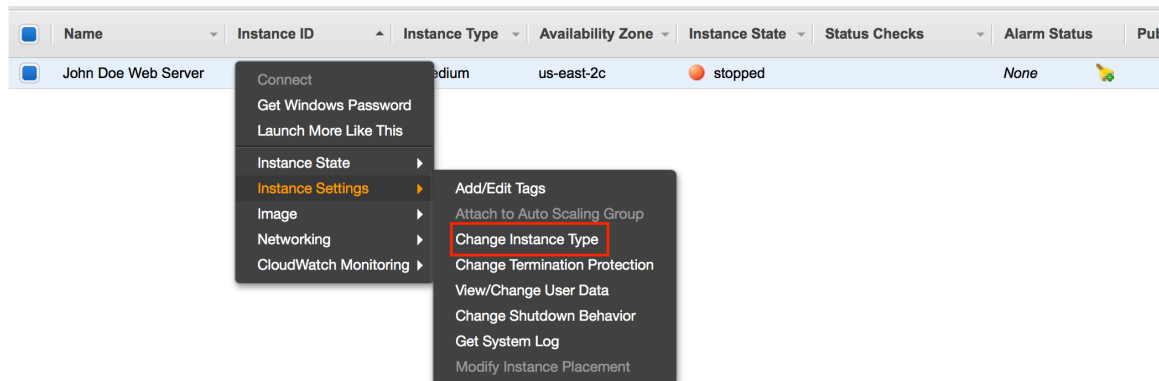 Name Instance ID Instance Type Availability Zone Instance State Status Checks Alarm Status
John Doe Web Server us-east-2c stopped None
Connect
Get Windows Password
Launch More Like This
Instance State
Instance Settings
Image
Networking
CloudWatch Monitoring
Add/Edit Tags
Attach to Auto Scaling Group
Change Instance Type
Change Termination Protection
View/Change User Data
Change Shutdown Behavior
Get System Log
Modify Instance Placement